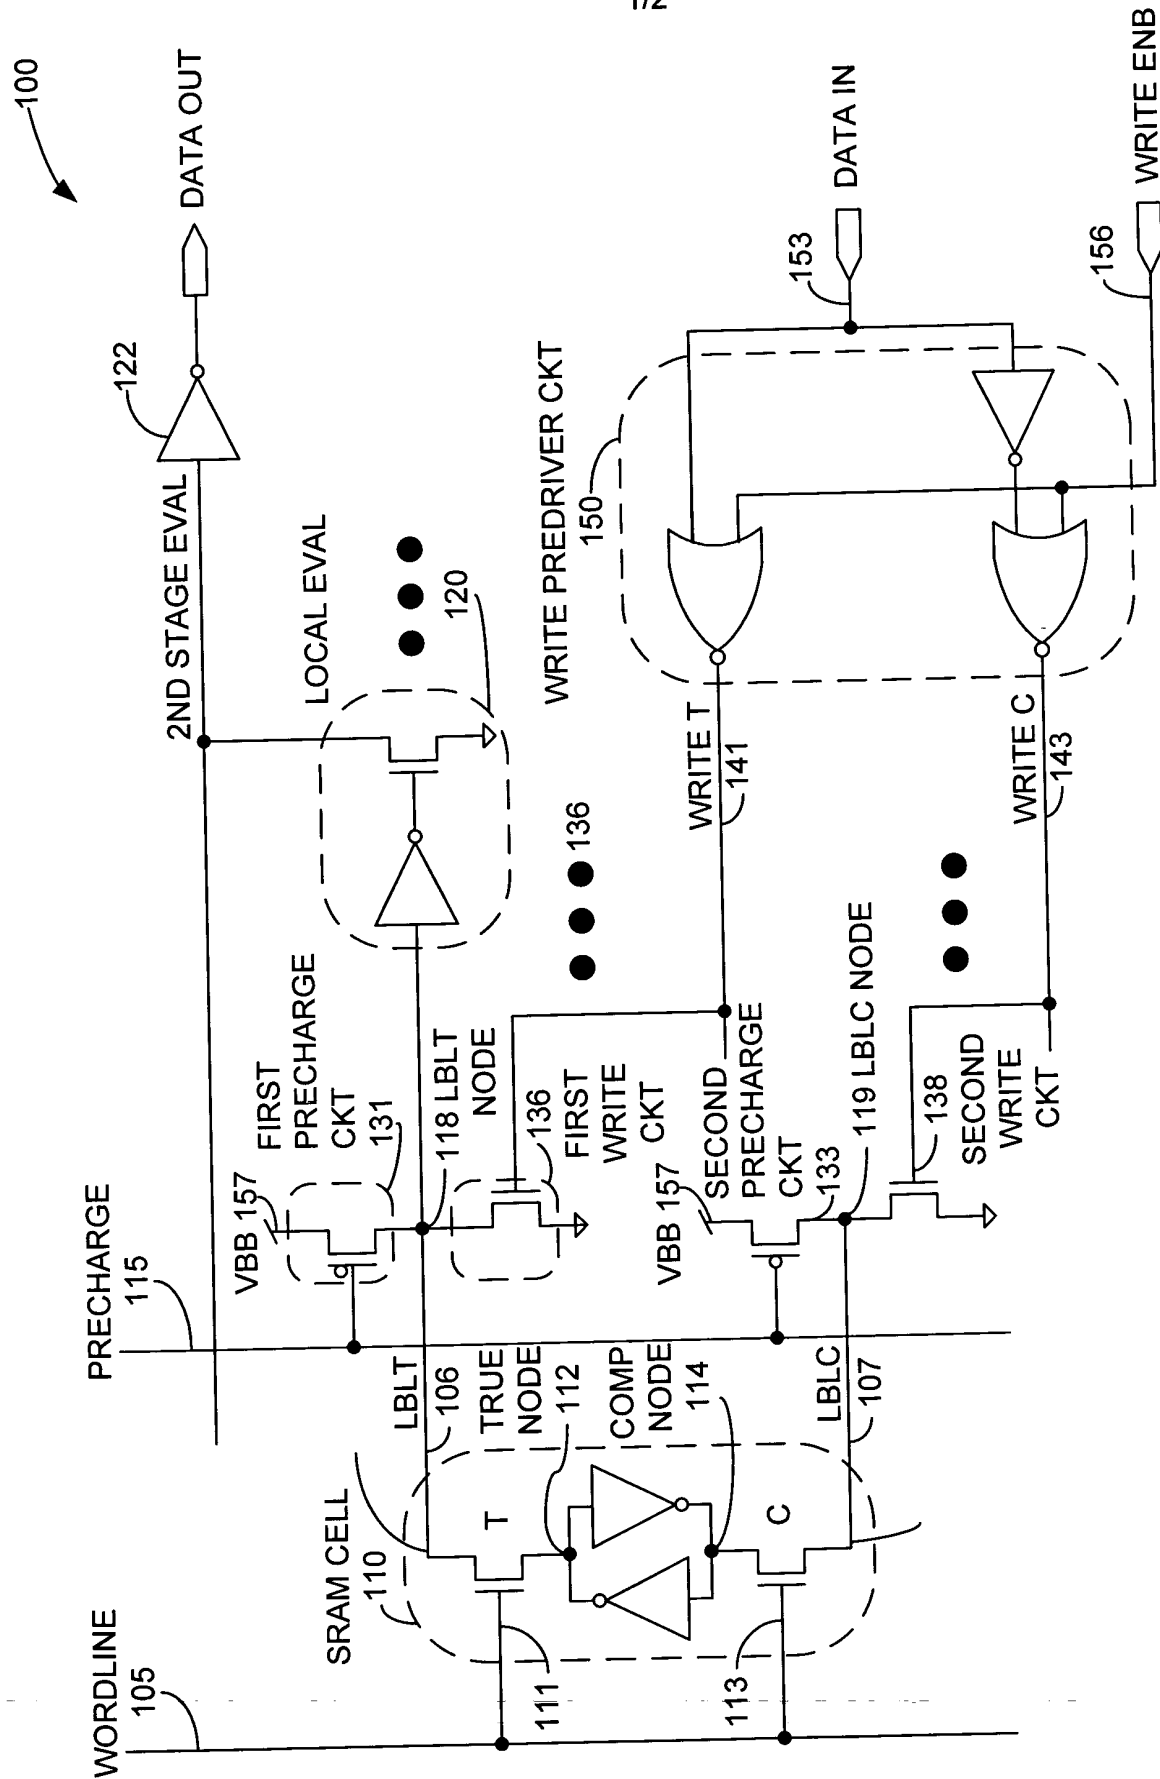 1/2
100
WORDLINE
105
PRECHARGE
115
2ND STAGE EVAL
122
DATA OUT
SRAM CELL
110
111
T
TRUE
NODE
112
COMP
NODE
114
C
113
LBLT
106
LBLC
107
VBB 157
FIRST
PRECHARGE
CKT
131
118 LBLT
NODE
136
FIRST
WRITE
CKT
LOCAL EVAL
120
136
VBB 157
SECOND
PRECHARGE
CKT
133
119 LBLC NODE
138
SECOND
WRITE
CKT
WRITE T
141
WRITE C
143
WRITE PREDRIVER CKT
150
153
DATA IN
156
WRITE ENB